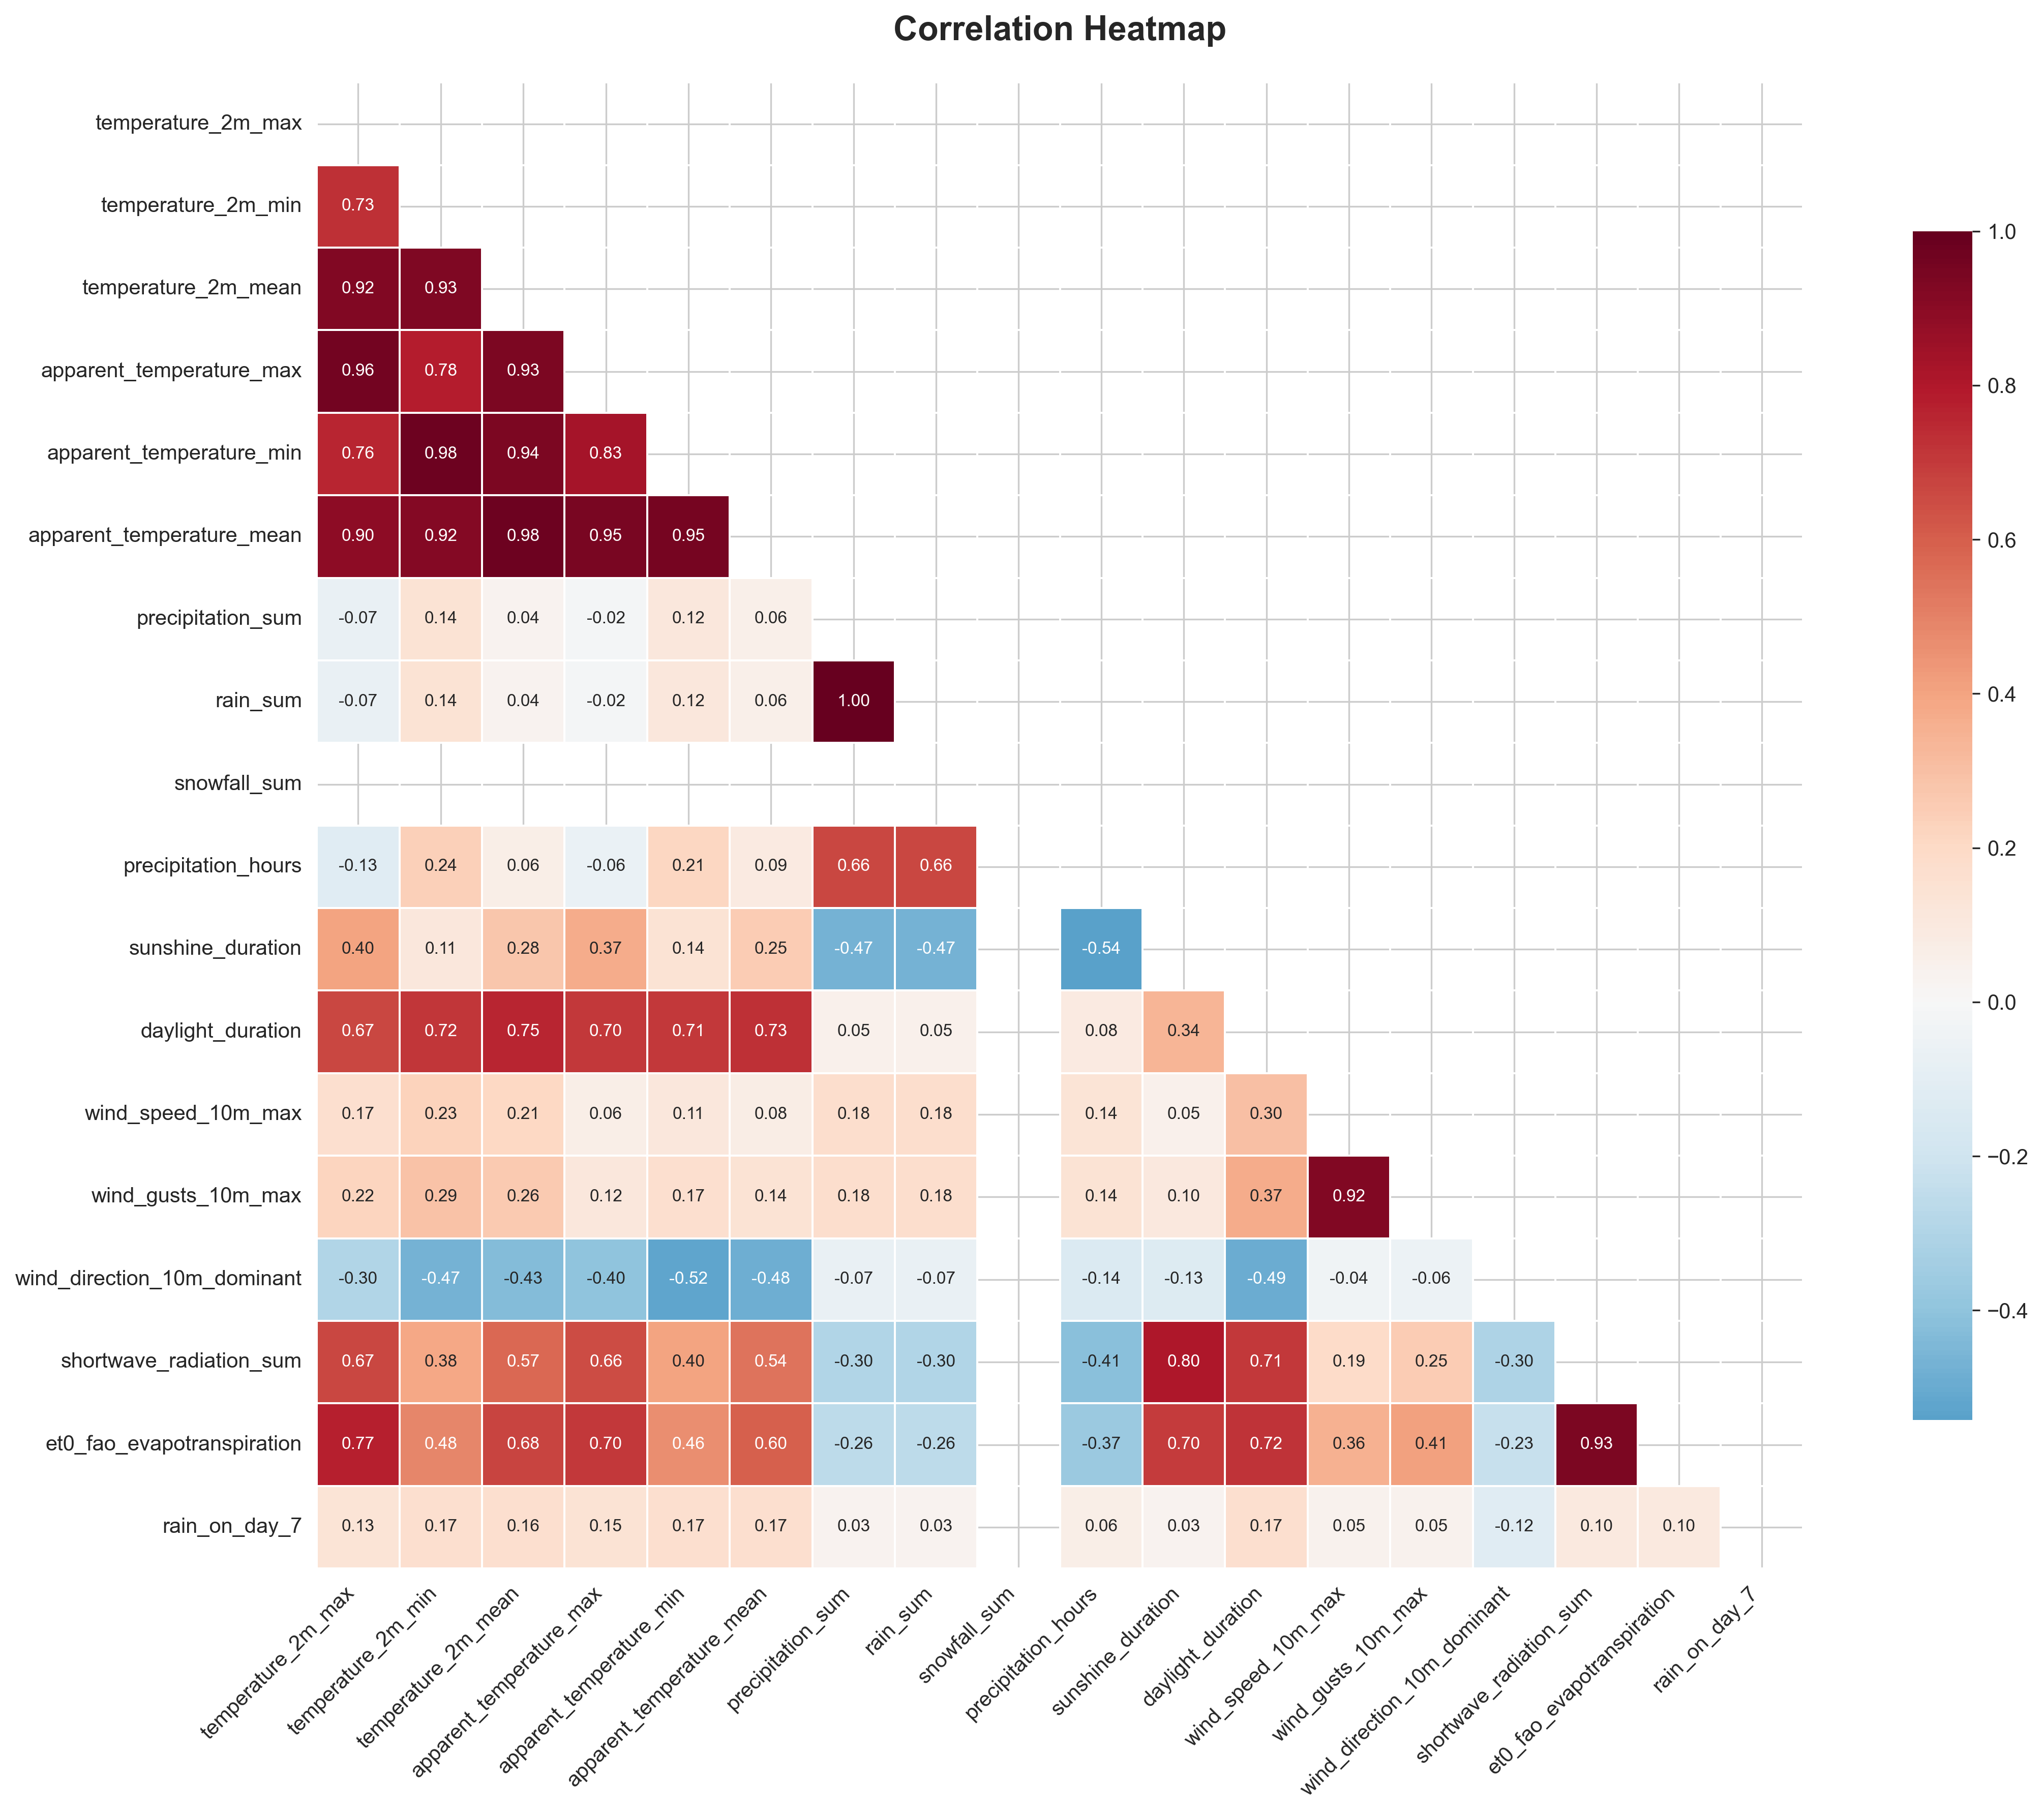 Correlation Heatmap
temperature_2m_max
temperature_2m_min 0.73
temperature_2m_mean 0.92 0.93
apparent_temperature_max 0.96 0.78 0.93
apparent_temperature_min 0.76 0.98 0.94 0.83
apparent_temperature_mean 0.90 0.92 0.98 0.95 0.95
precipitation_sum -0.07 0.14 0.04 -0.02 0.12 0.06
rain_sum -0.07 0.14 0.04 -0.02 0.12 0.06 1.00
snowfall_sum
precipitation_hours -0.13 0.24 0.06 -0.06 0.21 0.09 0.66 0.66
sunshine_duration 0.40 0.11 0.28 0.37 0.14 0.25 -0.47 -0.47 -0.54
daylight_duration 0.67 0.72 0.75 0.70 0.71 0.73 0.05 0.05 0.08 0.34
wind_speed_10m_max 0.17 0.23 0.21 0.06 0.11 0.08 0.18 0.18 0.14 0.05 0.30
wind_gusts_10m_max 0.22 0.29 0.26 0.12 0.17 0.14 0.18 0.18 0.14 0.10 0.37 0.92
wind_direction_10m_dominant -0.30 -0.47 -0.43 -0.40 -0.52 -0.48 -0.07 -0.07 -0.14 -0.13 -0.49 -0.04 -0.06
shortwave_radiation_sum 0.67 0.38 0.57 0.66 0.40 0.54 -0.30 -0.30 -0.41 0.80 0.71 0.19 0.25 -0.30
et0_fao_evapotranspiration 0.77 0.48 0.68 0.70 0.46 0.60 -0.26 -0.26 -0.37 0.70 0.72 0.36 0.41 -0.23 0.93
rain_on_day_7 0.13 0.17 0.16 0.15 0.17 0.17 0.03 0.03 0.06 0.03 0.17 0.05 0.05 -0.12 0.10 0.10
temperature_2m_max
temperature_2m_min
temperature_2m_mean
apparent_temperature_max
apparent_temperature_min
apparent_temperature_mean
precipitation_sum
rain_sum
snowfall_sum
precipitation_hours
sunshine_duration
daylight_duration
wind_speed_10m_max
wind_gusts_10m_max
wind_direction_10m_dominant
shortwave_radiation_sum
et0_fao_evapotranspiration
rain_on_day_7
1.0
0.8
0.6
0.4
0.2
0.0
−0.2
−0.4